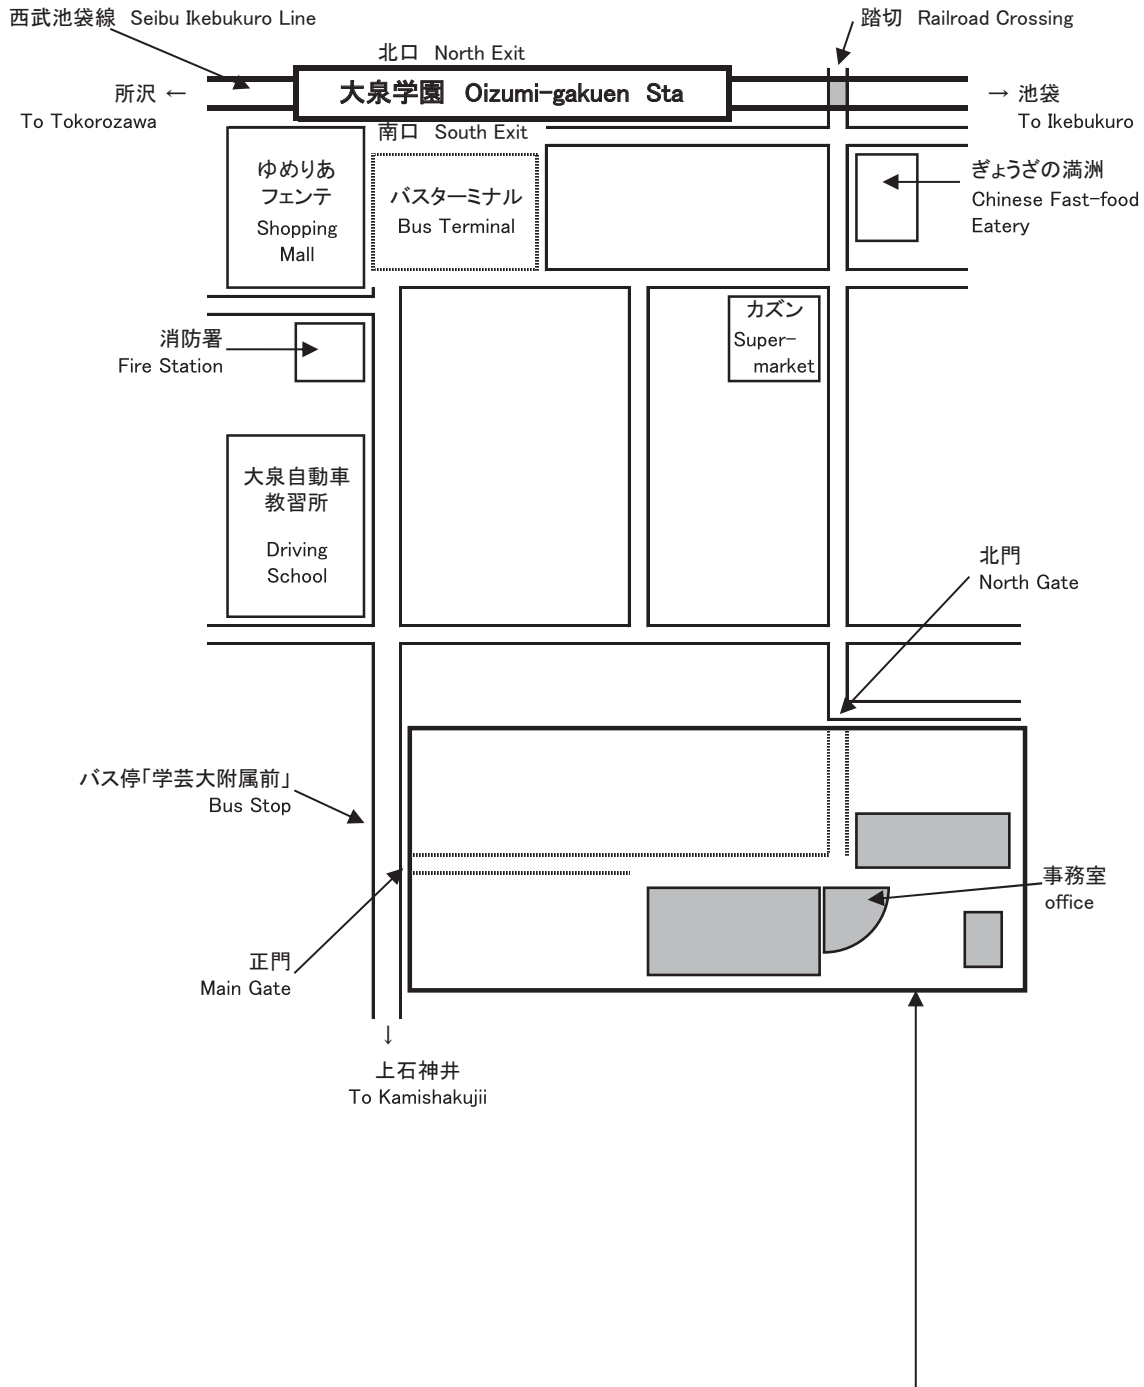 西武池袋線 Seibu Ikebukuro Line
踏切 Railroad Crossing
北口 North Exit
大泉学園 Oizumi-gakuen Sta
所沢 ←
To Tokorozawa
→ 池袋
To Ikebukuro
南口 South Exit
ゆめりあ
フェンテ
Shopping
Mall
バスターミナル
Bus Terminal
ぎょうざの満洲
Chinese Fast-food
Eatery
消防署
Fire Station
カズン
Super-
market
大泉自動車
教習所
Driving
School
北門
North Gate
バス停「学芸大附属前」
Bus Stop
事務室
office
正門
Main Gate
↓
上石神井
To Kamishakujii